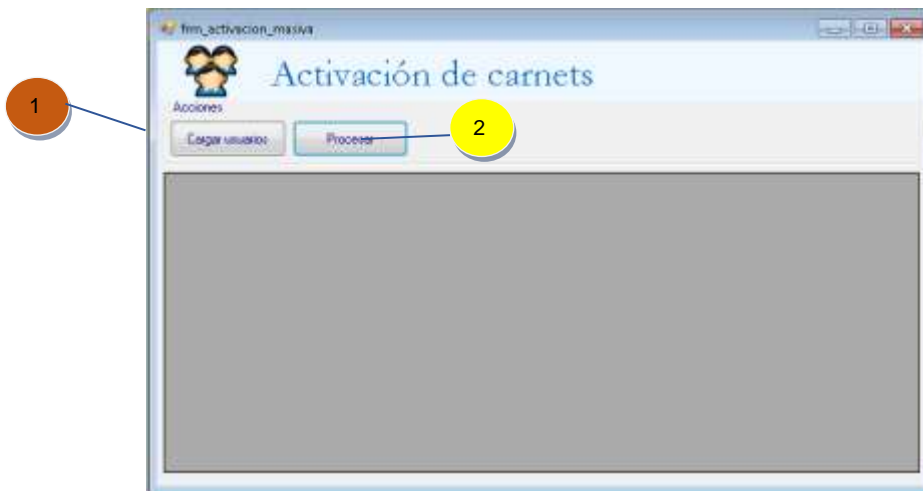 frm_activacion_masiva
Activación de carnets
Acciones
1
Cargar usuarios
Procesar
2